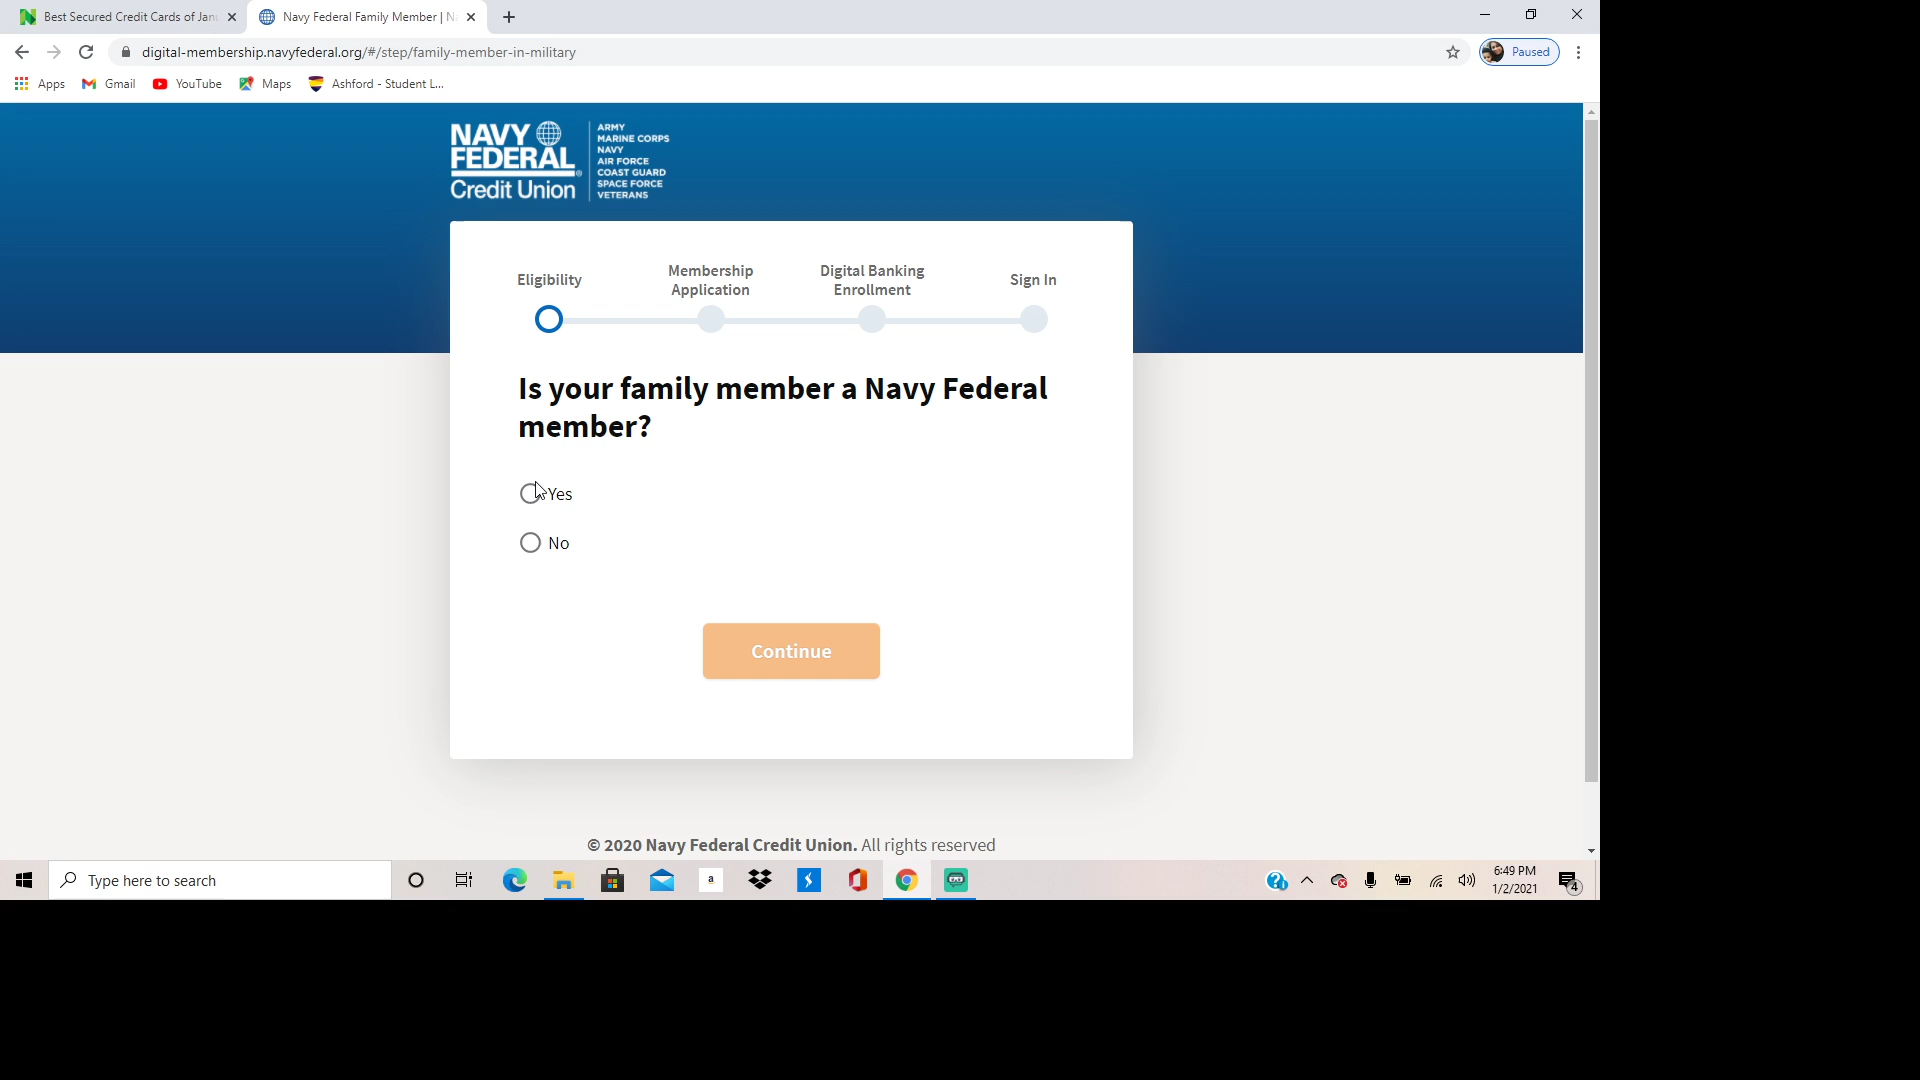 Best Secured Credit Cards of Jan
Navy Federal Family Member | N
digital-membership.navyfederal.org/#/step/family-member-in-military
Paused
Apps
Gmail
YouTube
Maps
Ashford - Student L...
NAVY
FEDERAL
Credit Union
ARMY
MARINE CORPS
NAVY
AIR FORCE
COAST GUARD
SPACE FORCE
VETERANS
Eligibility
Membership
Application
Digital Banking
Enrollment
Sign In
Is your family member a Navy Federal
member?
Yes
No
Continue
© 2020 Navy Federal Credit Union. All rights reserved
Type here to search
a
6:49 PM
1/2/2021
4